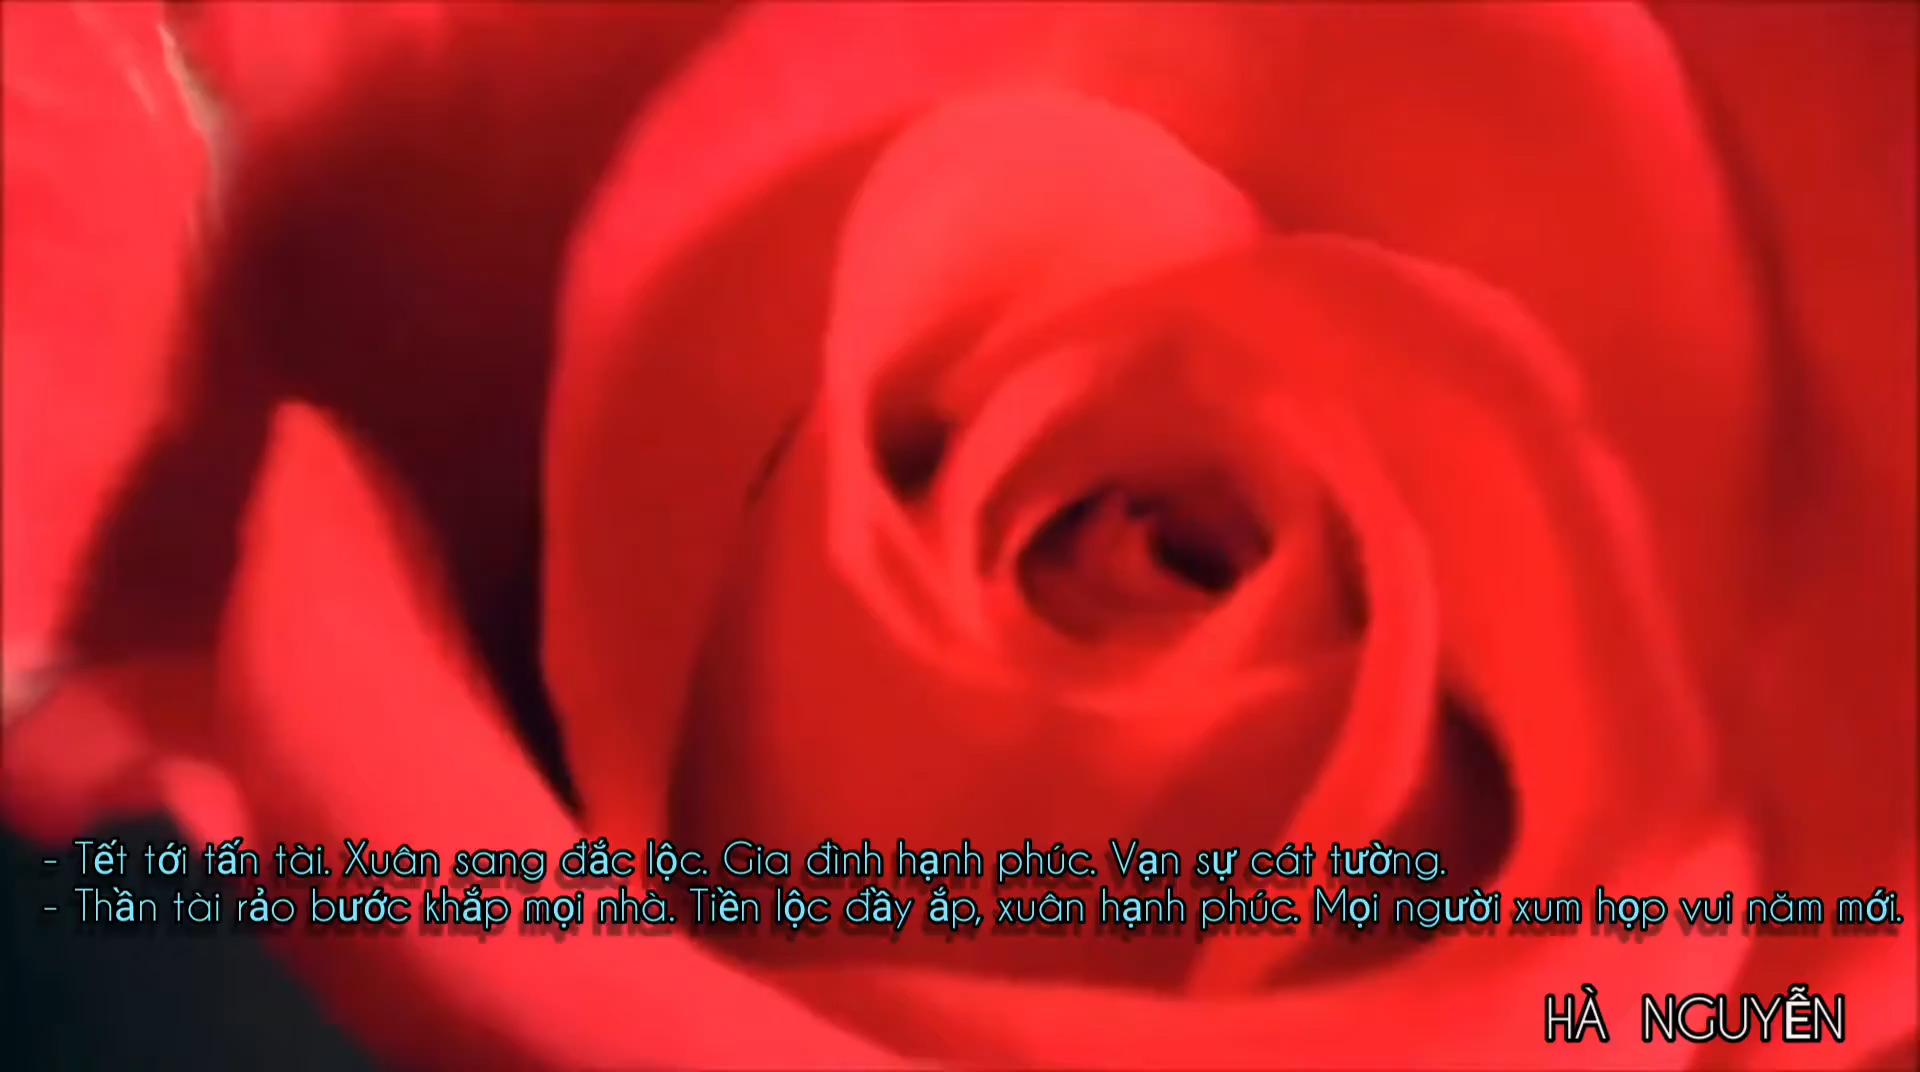 - Tết tới tấn tài. Xuân sang đắc lộc. Gia đình hạnh phúc. Vạn sự cát tường.
- Thần tài rảo bước khắp mọi nhà. Tiền lộc đầy ắp, xuân hạnh phúc. Mọi người xum họp vui năm mới.
HÀ NGUYỄN